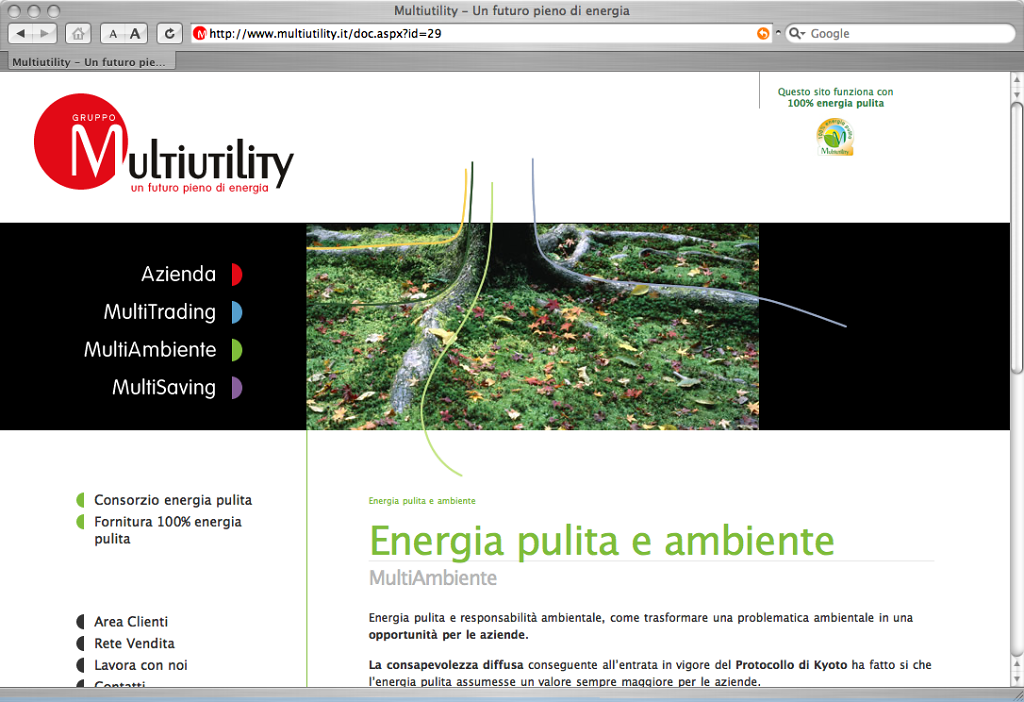 Multiutility – Un futuro pieno di energia
A A
M http://www.multiutility.it/doc.aspx?id=29
Google
Multiutility – Un futuro pie...
GRUPPO
Multiutility
un futuro pieno di energia
Questo sito funziona con
100% energia pulita
100% energia pulita
Multiutility
Azienda
MultiTrading
MultiAmbiente
MultiSaving
Consorzio energia pulita
Fornitura 100% energia
pulita
Area Clienti
Rete Vendita
Lavora con noi
Contatti
Energia pulita e ambiente
Energia pulita e ambiente
MultiAmbiente
Energia pulita e responsabilità ambientale, come trasformare una problematica ambientale in una
opportunità per le aziende.
La consapevolezza diffusa conseguente all'entrata in vigore del Protocollo di Kyoto ha fatto si che
l'energia pulita assumesse un valore sempre maggiore per le aziende.